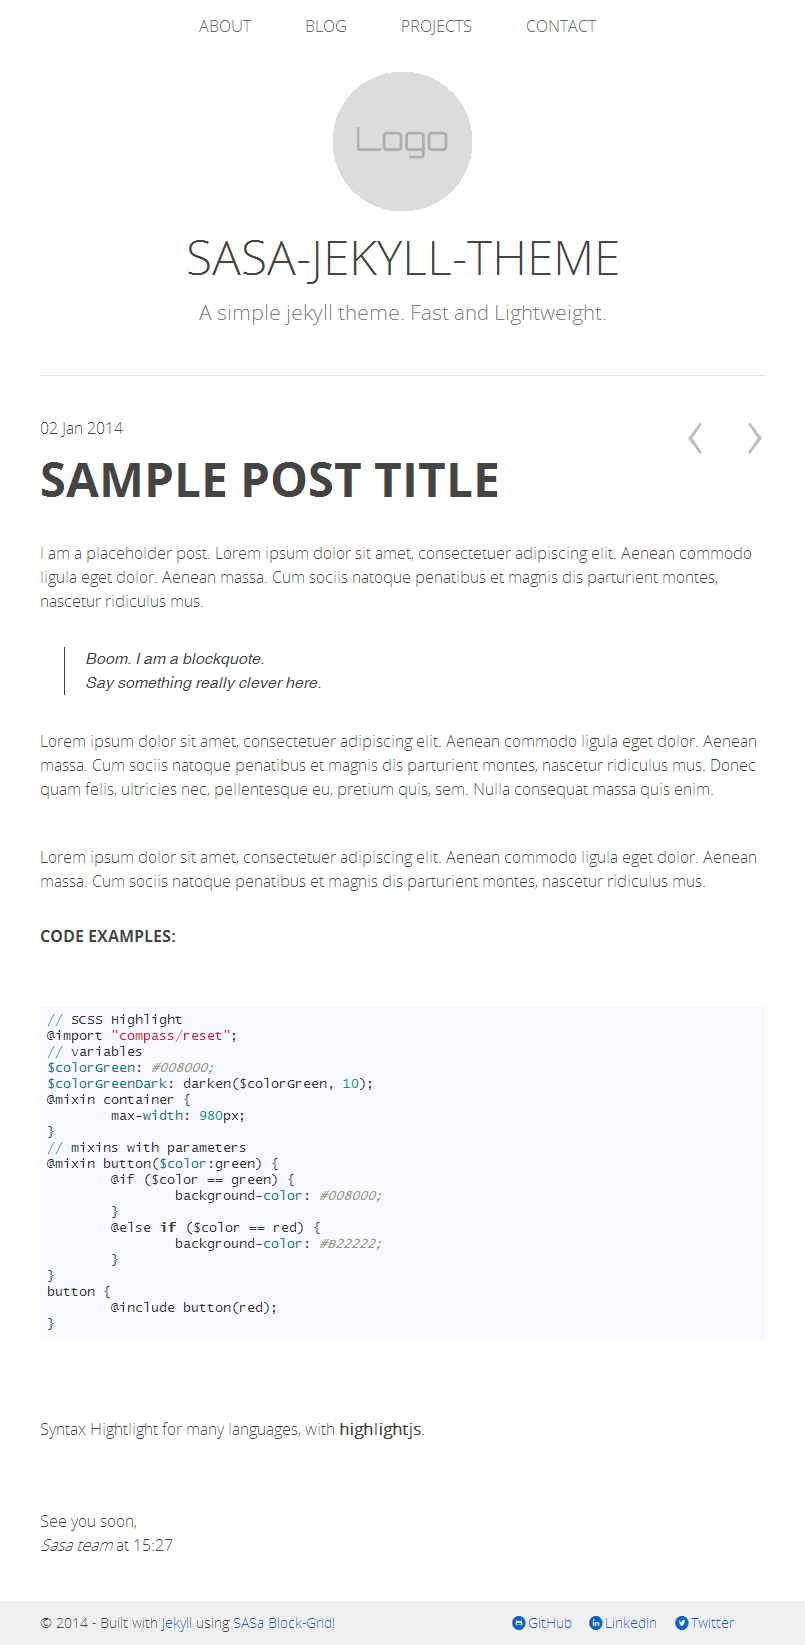 ABOUT BLOG PROJECTS CONTACT
Logo
SASA-JEKYLL-THEME
A simple jekyll theme. Fast and Lightweight.
02 Jan 2014
SAMPLE POST TITLE
I am a placeholder post. Lorem ipsum dolor sit amet, consectetuer adipiscing elit. Aenean commodo
ligula eget dolor. Aenean massa. Cum sociis natoque penatibus et magnis dis parturient montes,
nascetur ridiculus mus.
Boom. I am a blockquote.
Say something really clever here.
Lorem ipsum dolor sit amet, consectetuer adipiscing elit. Aenean commodo ligula eget dolor. Aenean
massa. Cum sociis natoque penatibus et magnis dis parturient montes, nascetur ridiculus mus. Donec
quam felis, ultricies nec, pellentesque eu, pretium quis, sem. Nulla consequat massa quis enim.
Lorem ipsum dolor sit amet, consectetuer adipiscing elit. Aenean commodo ligula eget dolor. Aenean
massa. Cum sociis natoque penatibus et magnis dis parturient montes, nascetur ridiculus mus.
CODE EXAMPLES:
// SCSS Highlight
@import "compass/reset";
// variables
$colorGreen: #008000;
$colorGreenDark: darken($colorGreen, 10);
@mixin container {
max-width: 980px;
}
// mixins with parameters
@mixin button($color:green) {
@if ($color == green) {
background-color: #008000;
}
@else if ($color == red) {
background-color: #B22222;
}
}
button {
@include button(red);
}
Syntax Hightlight for many languages, with highlightjs.
See you soon,
Sasa team at 15:27
© 2014 - Built with Jekyll using SASa Block-Grid! GitHub Linkedin Twitter